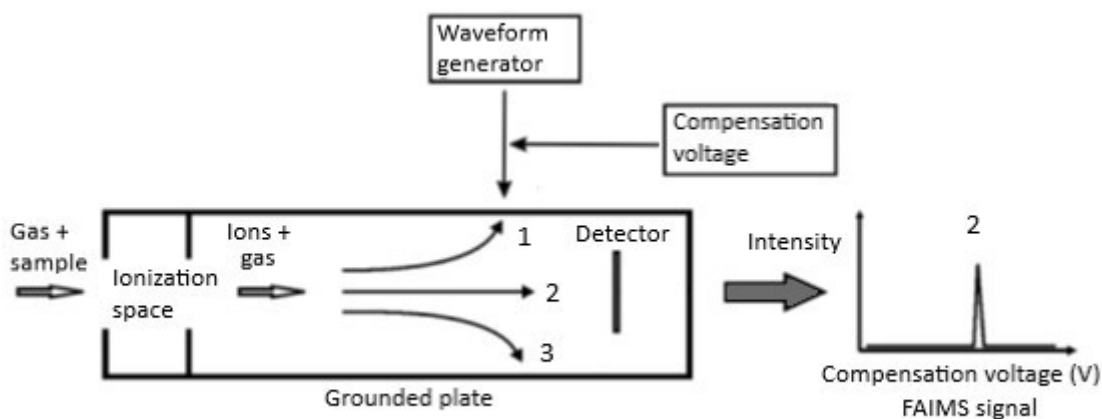 Waveform
generator
Compensation
voltage
Gas +
sample
Ionization
space
Ions +
gas
1
2
3
Detector
Grounded plate
Intensity
2
Compensation voltage (V)
FAIMS signal